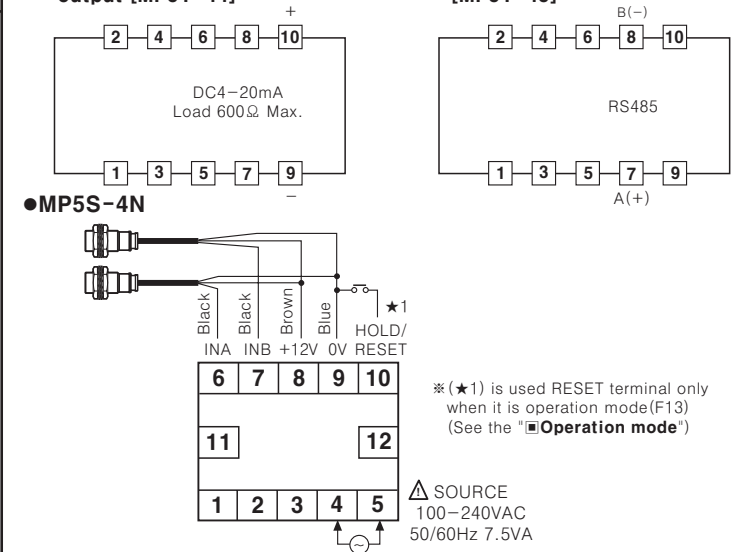 +
B(−)
2 4 6 8 10
2 4 6 8 10
DC4−20mA
Load 600Ω Max.
RS485
1 3 5 7 9
1 3 5 7 9
−
A(+)
●MP5S-4N
Black
Black
Brown
Blue
★1
HOLD/
INA INB +12V 0V RESET
6 7 8 9 10
※(★1) is used RESET terminal only
when it is operation mode(F13)
(See the "▣Operation mode")
11 12
1 2 3 4 5
⚠ SOURCE
100−240VAC
50/60Hz 7.5VA